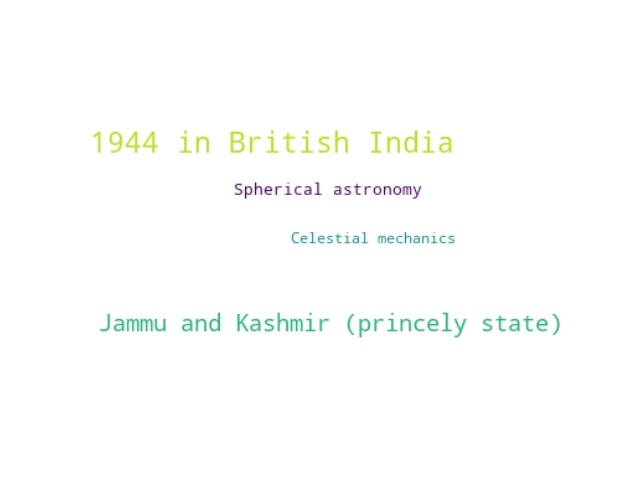 1944 in British India
Spherical astronomy
Celestial mechanics
Jammu and Kashmir (princely state)